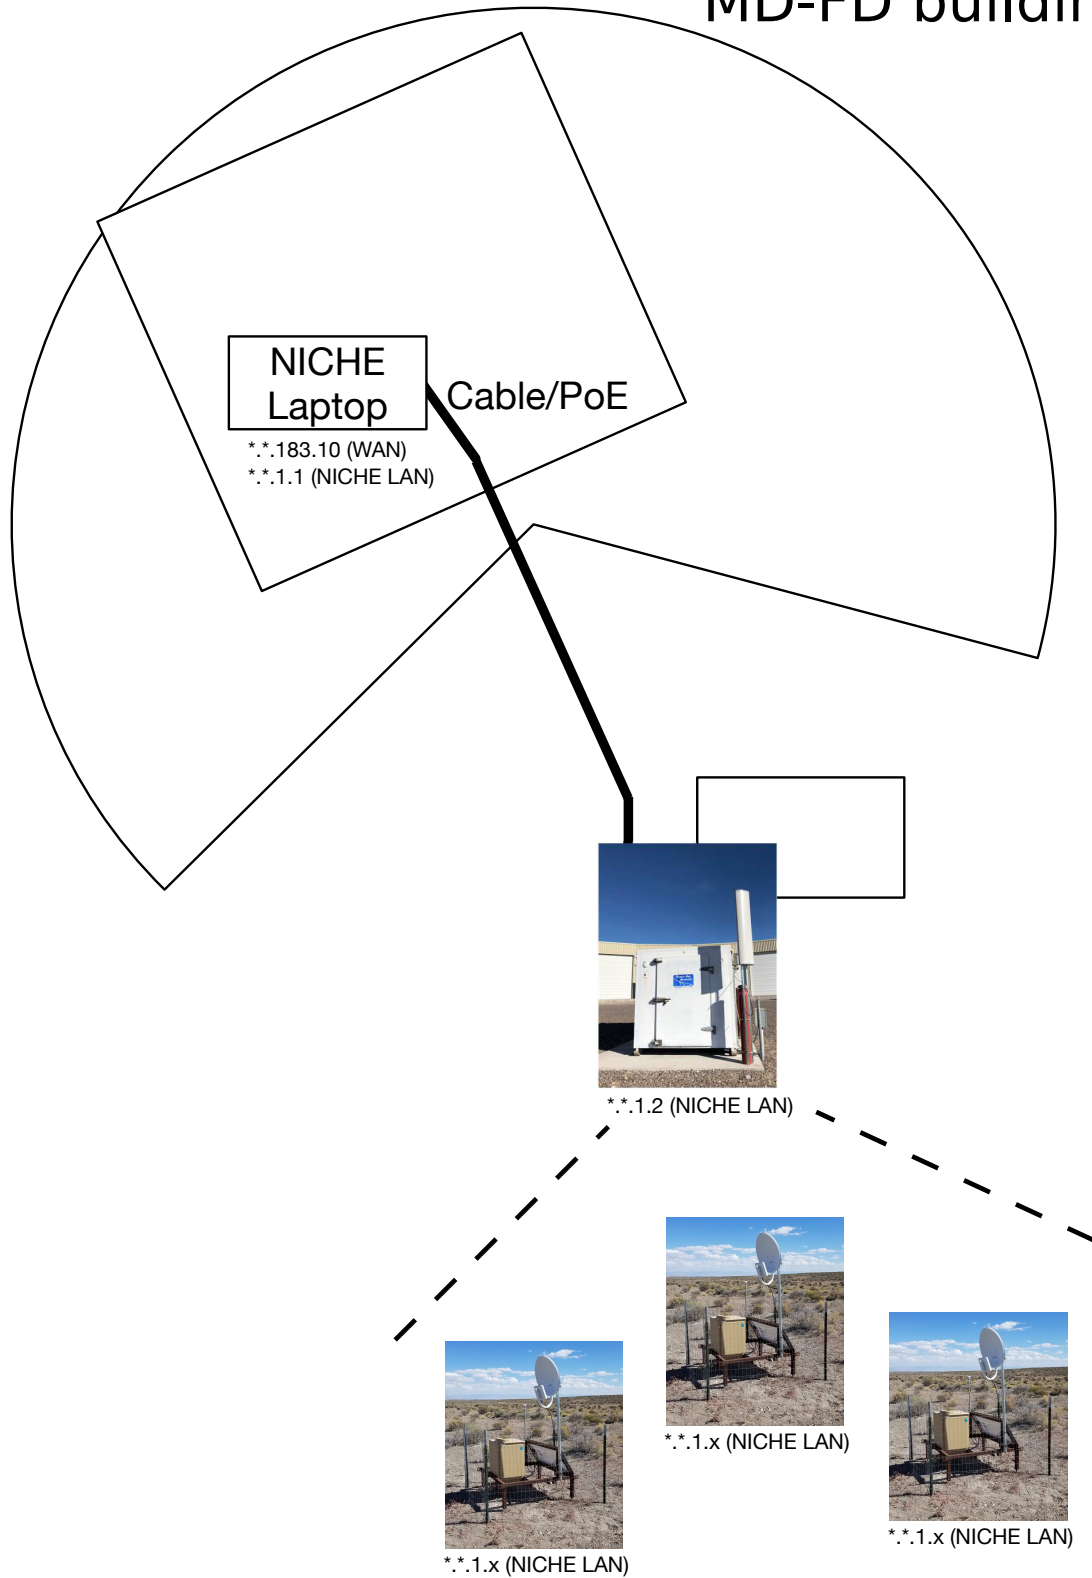 MD-FD buildin
NICHE
Laptop
Cable/PoE
*.*.183.10 (WAN)
*.*.1.1 (NICHE LAN)
*.*.1.2 (NICHE LAN)
*.*.1.x (NICHE LAN)
*.*.1.x (NICHE LAN)
*.*.1.x (NICHE LAN)